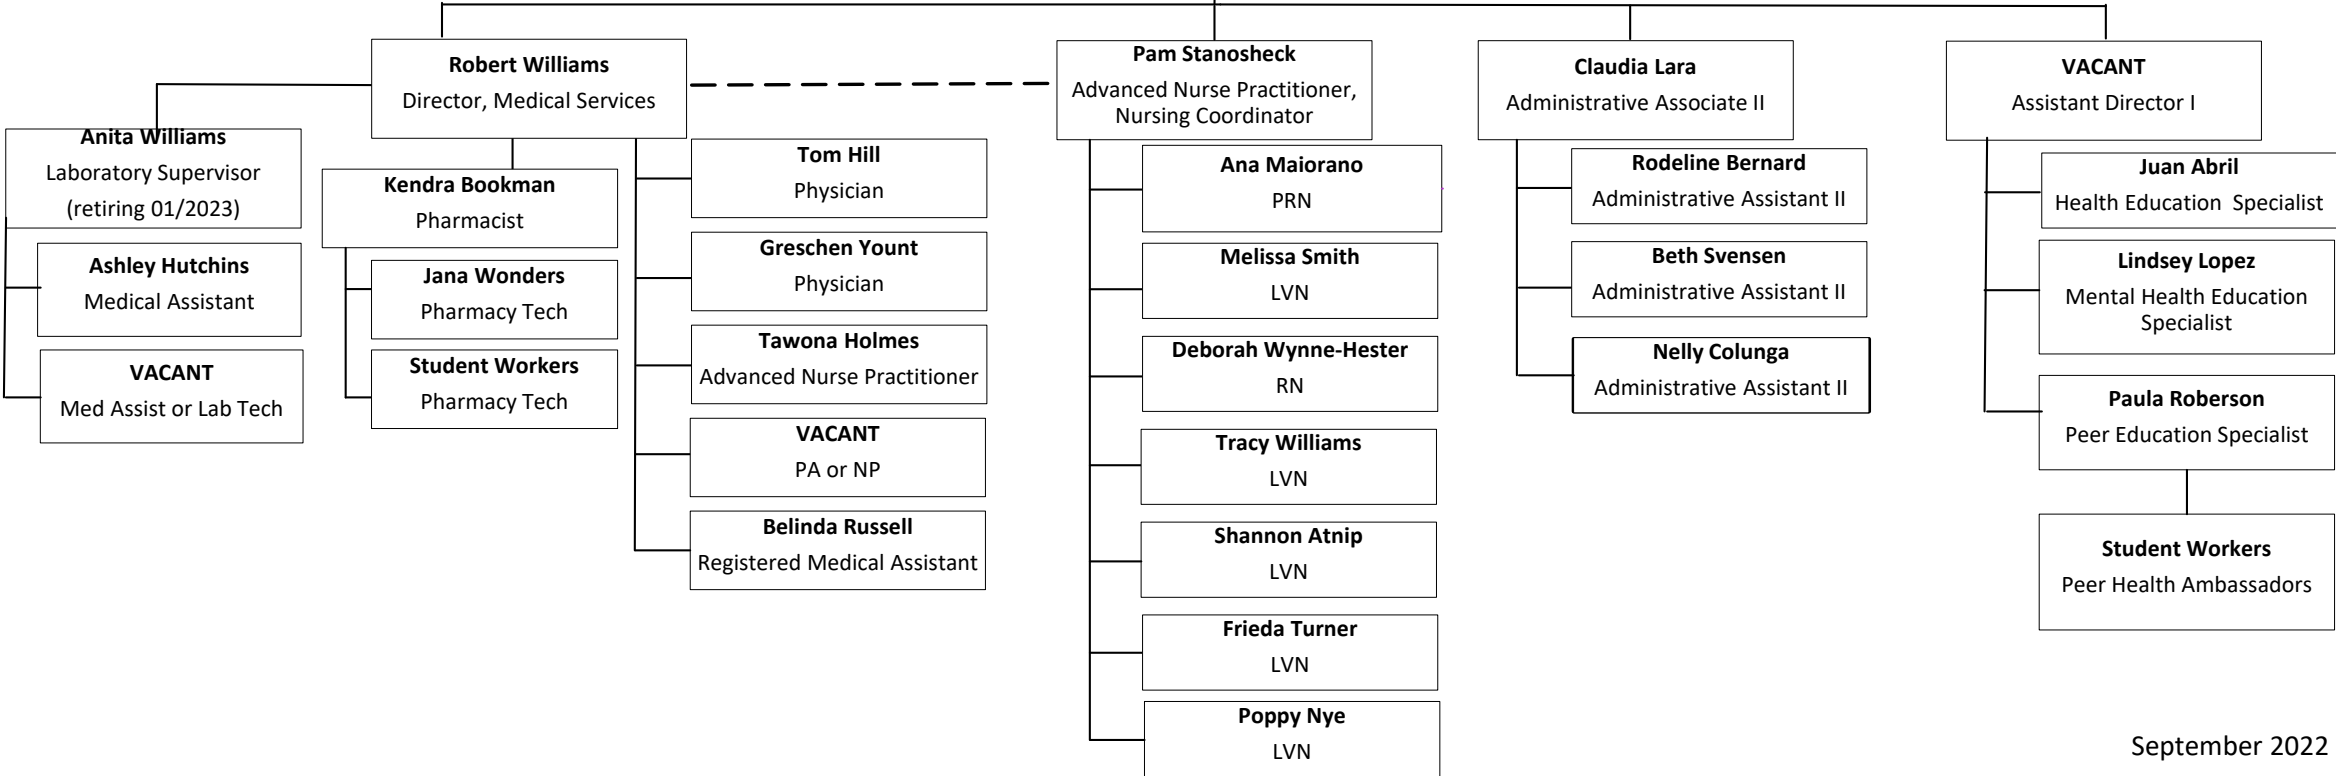 Robert Williams
Director, Medical Services
Pam Stanosheck
Advanced Nurse Practitioner,
Nursing Coordinator
Claudia Lara
Administrative Associate II
VACANT
Assistant Director I
Anita Williams
Laboratory Supervisor
(retiring 01/2023)
Ashley Hutchins
Medical Assistant
VACANT
Med Assist or Lab Tech
Kendra Bookman
Pharmacist
Jana Wonders
Pharmacy Tech
Student Workers
Pharmacy Tech
Tom Hill
Physician
Greschen Yount
Physician
Tawona Holmes
Advanced Nurse Practitioner
VACANT
PA or NP
Belinda Russell
Registered Medical Assistant
Ana Maiorano
PRN
Melissa Smith
LVN
Deborah Wynne-Hester
RN
Tracy Williams
LVN
Shannon Atnip
LVN
Frieda Turner
LVN
Poppy Nye
LVN
Rodeline Bernard
Administrative Assistant II
Beth Svensen
Administrative Assistant II
Nelly Colunga
Administrative Assistant II
Juan Abril
Health Education  Specialist
Lindsey Lopez
Mental Health Education
Specialist
Paula Roberson
Peer Education Specialist
Student Workers
Peer Health Ambassadors
September 2022